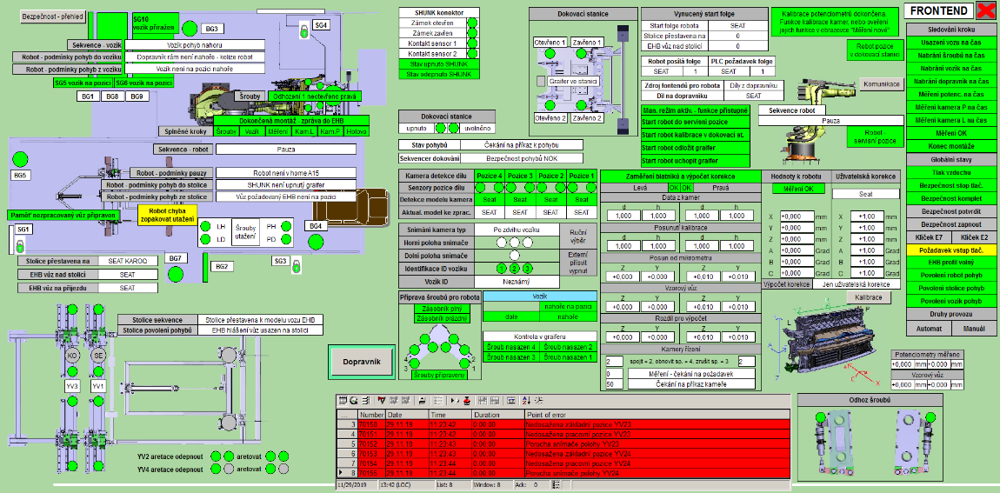 Bezpečnost - přehled
SG10
vozík přiražen
BG3
SG4
Sekvence - vozík
Vozík pohyb nahoru
Robot - podmínky pohyb do vozíku
Dopravník rám není nahoře - kolize robot
Robot - podmínky pohyb z vozíku
Vozík není na pozici nahoře
SG5 vozík na pozici
SG6 vozík na pozici
BG1
BG8
BG9
Šrouby
Odhození 1 neotevřeno pravá
Dokončená montáž - zpráva do EHB
Splněné kroky
Šrouby
Vozík
Měření
Kam.L
Kam.P
Hotovo
Sekvence - robot
Pauza
BG5
Robot - podmínky pauzy
Robot není v home A15
Robot - podmínky pohyb do stolice
SHUNK není upnutý graifer
Robot - podmínky pohyb ze stolice
Vůz požadovaný EHB není na pozici
Paměť nezpracovaný vůz připraven
Robot chyba
zopakovat utažení
SG1
LH
LD
Šrouby
utažení
PH
PD
BG4
Stolice přestavena na
SEAT KAROQ
EHB vůz nad stolicí
SEAT
EHB vůz na příjezdu
SEAT
BG7
BG2
SG3
Stolice sekvence
Stolice přestavena k modelu vozu EHB
Stolice povolení pohybů
EHB hlášení vůz usazen na stolici
KO
SE
YV3
YV1
YV2 aretace odepnout
aretovat
YV4 aretace odepnout
aretovat
Dopravník
SHUNK konektor
Zámek otevřen
Zámek zavřen
Kontakt sensor 1
Kontakt sensor 2
Stav upnuto SHUNK
Stav odepnuto SHUNK
Dokovací stanice
upnuto
uvolněno
Stav pohybů
Čekání na příkaz k pohybu
Sekvencer dokování
Bezpečnost pohybů NOK
Kamera detekce dílu
Pozice 4
Pozice 3
Pozice 2
Pozice 1
Senzory pozice dílu
Detekce modelu kamera
Seat
Seat
Seat
Seat
Aktual. model ke zprac.
SEAT
SEAT
SEAT
SEAT
Snímání kamera typ
Po zdvihu vozíku
Horní poloha snímače
Dolní poloha snímače
Identifikace ID vozíku
1
2
3
Vozík ID
Neznámý
Ruční
výběr
Externí
přísvit
vypnut
Příprava šroubů pro robota
Zásobník plný
Zásobník prázdný
4
3
1
2
Šrouby připraveny
Vozík
nahoře na pozici
dole
nahoře
Kontrola v graiferu
Šroub nasazen 4
Šroub nasazen 2
Šroub nasazen 3
Šroub nasazen 1
Dokovací stanice
Otevřeno 1
Zavřeno 1
Graifer ve stanici
Otevřeno 2
Zavřeno 2
Vynucený start folge
Start folge robota
SEAT
Stolice přestavena na
0
EHB vůz nad stolicí
0
Robot posílá folge
PLC požadavek folge
SEAT
1
SEAT
1
Zdroj fontendů pro robota
Díly z dopravníku
Díl na dopravníku
SEAT
Man. režim aktiv. - funkce přístupné
Start robot do servisní pozice
Start robot kalibrace v dokovací st.
Start robot odložit graifer
Start robot uchopit graifer
Kalibrace potenciometrů dokončena.
Funkce kalibrace kamer, nebo ověření
jejich funkce v obrazovce "Měření nové"
Robot pozice
v dokovací stanici
Komunikace
Sekvence robot
Pauza
Robot -
servisní pozice
Zaměření blatníků a výpočet korekce
Levá
OK
OK
Pravá
Data z kamer
d
h
d
h
1,000
1,000
1,000
1,000
Posunutí kalibrace
d
h
d
h
1,000
1,000
1,000
1,000
Posun od mikrometru
Z
Y
Z
Y
+0,000
+0,000
+0,010
+0,010
Vzorový vůz
Z
Y
Z
Y
+0,000
+0,000
+0,010
+0,010
Rozdíl pro výpočet
Z
Y
Z
Y
+0,000
+0,000
+0,010
+0,010
Kamery řízení
2
spojit = 2, obnovit sp. = 4, zrušit sp. = 3
2
0
Měření - čekání na požadavek
50
Čekání na příkaz kameře
Hodnoty k robotu
Měření OK
X +0,000 mm
Y +0,000 mm
Z +0,000 mm
A +0,000 Grad
B +0,000 Grad
C +0,000 Grad
Uživatelská korekce
Seat
X +1.00 mm
Y +1.00 mm
Z +1.00 mm
A +1.00 Grad
B +1.00 Grad
C +1.00 Grad
Výpočet korekce
Jen uživatelská korekce
Kalibrace
Potenciometry měřeno
+0,000 mm +0.000 mm
Vzorový vůz
+0,000 mm +0.000 mm
Odhoz šroubů
FRONTEND
Sledování kroku
Usazení vozu na čas
Nabrání šroubů na čas
Nabrání vozík na čas
Nabrání dopravník na čas
Měření potenc. na čas
Měření kamera P na čas
Měření kamera L na čas
Měření OK
Konec montáže
Globální stavy
Tlak vzduchu
Bezpečnost stop tlač.
Bezpečnost komplet
Bezpečnost potvrdit
Bezpečnost zapnout
Klíček E7
Klíček E2
Požadavek vstup tlač.
EHB profil volný
Povolení robot pohyb
Povolení stolice pohyb
Povolení vozík pohyb
Druhy provozu
Automat
Manuál
... Number Date Time Duration Point of error
3 70150 29.11.19 11:23:42 0:00:00 Nedosažena základní pozice YV23
4 70151 29.11.19 11:23:42 0:00:00 Nedosažena pracovní pozice YV23
5 70152 29.11.19 11:23:43 0:00:00 Porucha snímače polohy YV23
6 70153 29.11.19 11:23:43 0:00:00 Nedosažena základní pozice YV24
7 70154 29.11.19 11:23:44 0:00:00 Nedosažena pracovní pozice YV24
8 70155 29.11.19 11:23:44 0:00:00 Porucha snímače polohy YV24
11/29/2019 13:42 (LOC) List: 8 Window: 8 Ack: 0